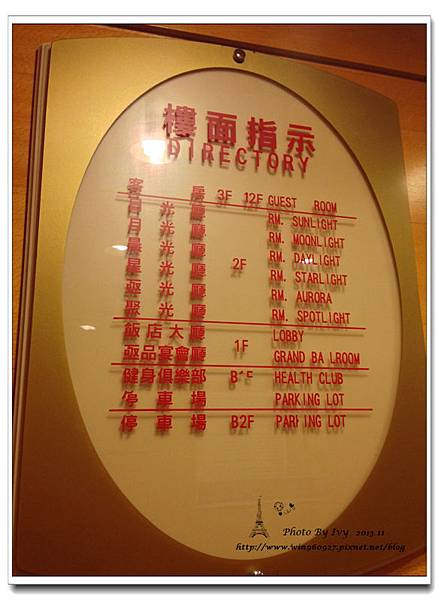 樓面指示
DIRECTORY
客房 3F 12F GUEST ROOM
日光廳 RM. SUNLIGHT
月光廳 RM. MOONLIGHT
晨光廳 RM. DAYLIGHT
星光廳 2F RM. STARLIGHT
光廳 RM. AURORA
聚光廳 RM. SPOTLIGHT
飯店大廳 1F LOBBY
品宴會廳 GRAND BA LROOM
健身俱樂部 B1F HEALTH CLUB
停車場 PARKING LOT
停車場 B2F PARKING LOT
Photo By Ivy 2013.11
http://www.win960927.pixnet.net/blog